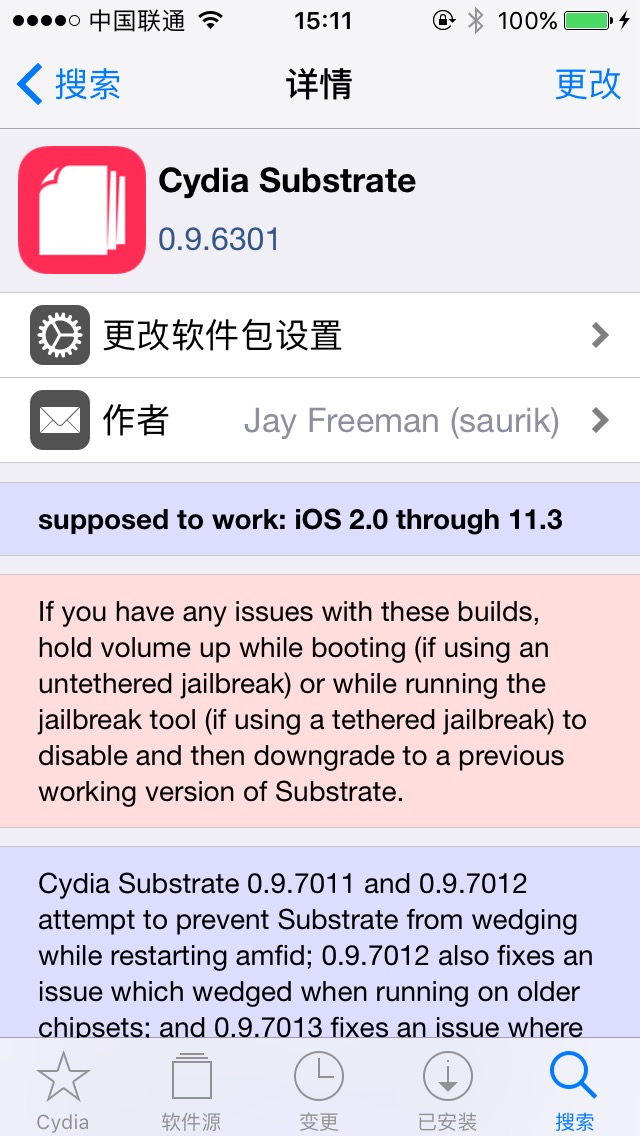 中国联通 15:11 100%
搜索 详情 更改
Cydia Substrate
0.9.6301
更改软件包设置
作者 Jay Freeman (saurik)
supposed to work: iOS 2.0 through 11.3
If you have any issues with these builds,
hold volume up while booting (if using an
untethered jailbreak) or while running the
jailbreak tool (if using a tethered jailbreak) to
disable and then downgrade to a previous
working version of Substrate.
Cydia Substrate 0.9.7011 and 0.9.7012
attempt to prevent Substrate from wedging
while restarting amfid; 0.9.7012 also fixes an
issue which wedged when running on older
chipsets; and 0.9.7013 fixes an issue where
Cydia 软件源 变更 已安装 搜索